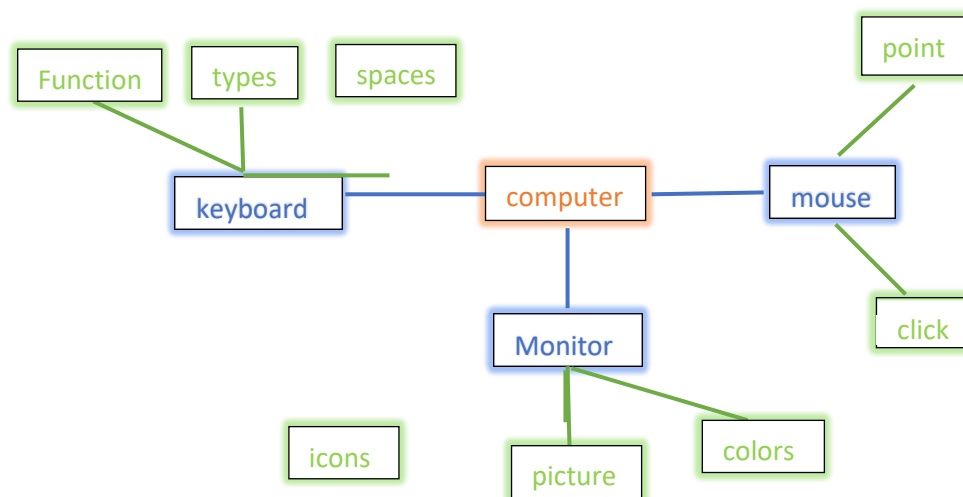 point
Function
types
spaces
keyboard
computer
mouse
click
Monitor
icons
picture
colors